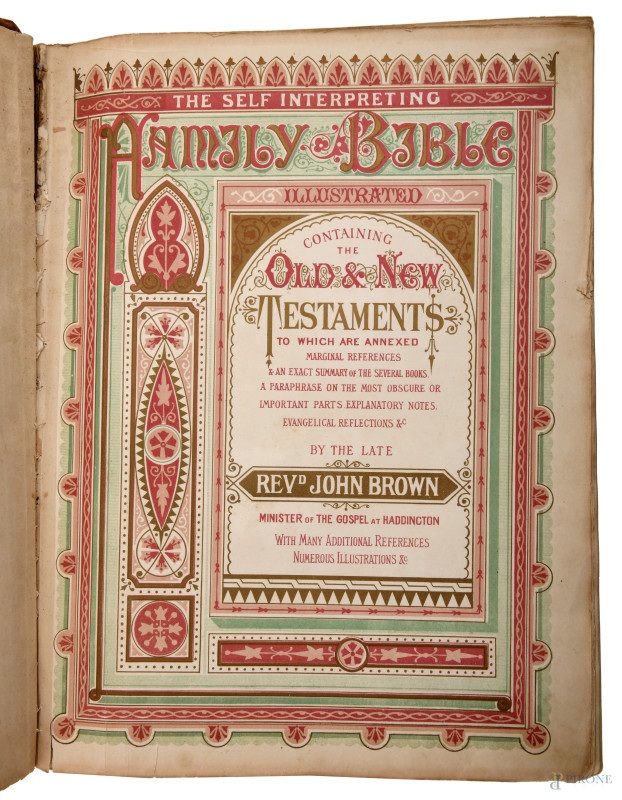 THE SELF INTERPRETING
FAMILY BIBLE
ILLUSTRATED
CONTAINING
THE
OLD & NEW
TESTAMENTS
TO WHICH ARE ANNEXED
MARGINAL REFERENCES
& AN EXACT SUMMARY OF THE SEVERAL BOOKS.
A PARAPHRASE ON THE MOST OBSCURE OR
IMPORTANT PARTS. EXPLANATORY NOTES.
EVANGELICAL REFLECTIONS &C
BY THE LATE
REVD JOHN BROWN
MINISTER OF THE GOSPEL AT HADDINGTON
WITH MANY ADDITIONAL REFERENCES
NUMEROUS ILLUSTRATIONS &C
PIRONE